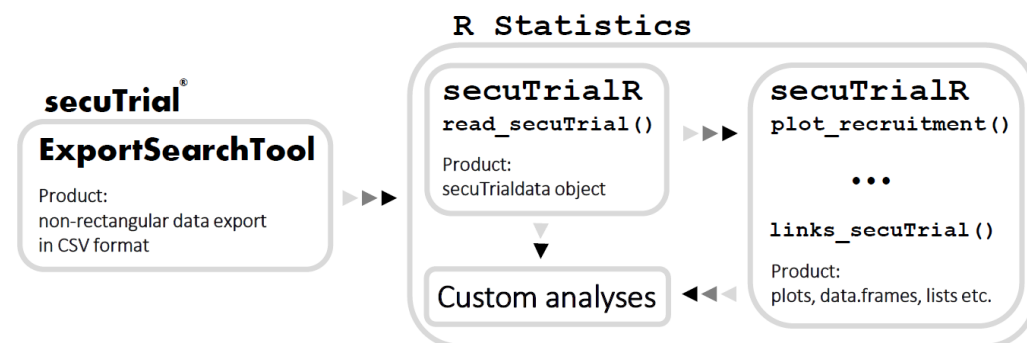 R Statistics
secuTrial®
ExportSearchTool
Product:
non-rectangular data export
in CSV format
secuTrialR
read_secuTrial()
Product:
secuTrialdata object
Custom analyses
secuTrialR
plot_recruitment()
...
links_secuTrial()
Product:
plots, data.frames, lists etc.